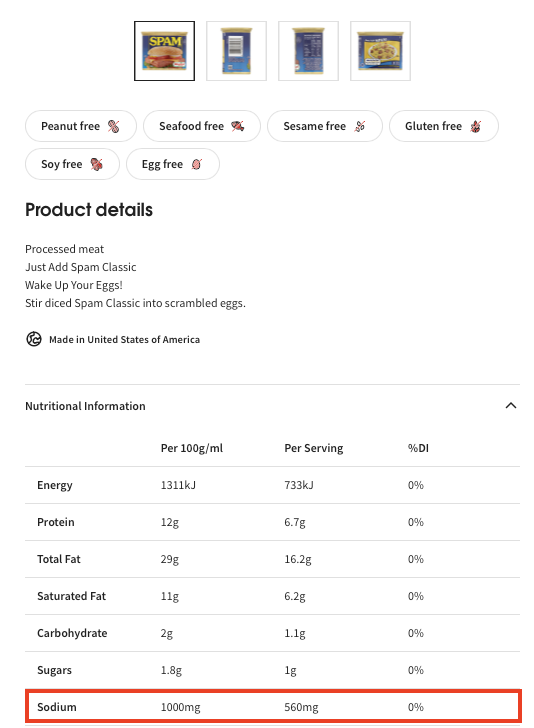 SPAM
Peanut free
Seafood free
Sesame free
Gluten free
Soy free
Egg free
Product details
Processed meat
Just Add Spam Classic
Wake Up Your Eggs!
Stir diced Spam Classic into scrambled eggs.
Made in United States of America
Nutritional Information
Per 100g/ml Per Serving %DI
Energy 1311kJ 733kJ 0%
Protein 12g 6.7g 0%
Total Fat 29g 16.2g 0%
Saturated Fat 11g 6.2g 0%
Carbohydrate 2g 1.1g 0%
Sugars 1.8g 1g 0%
Sodium 1000mg 560mg 0%